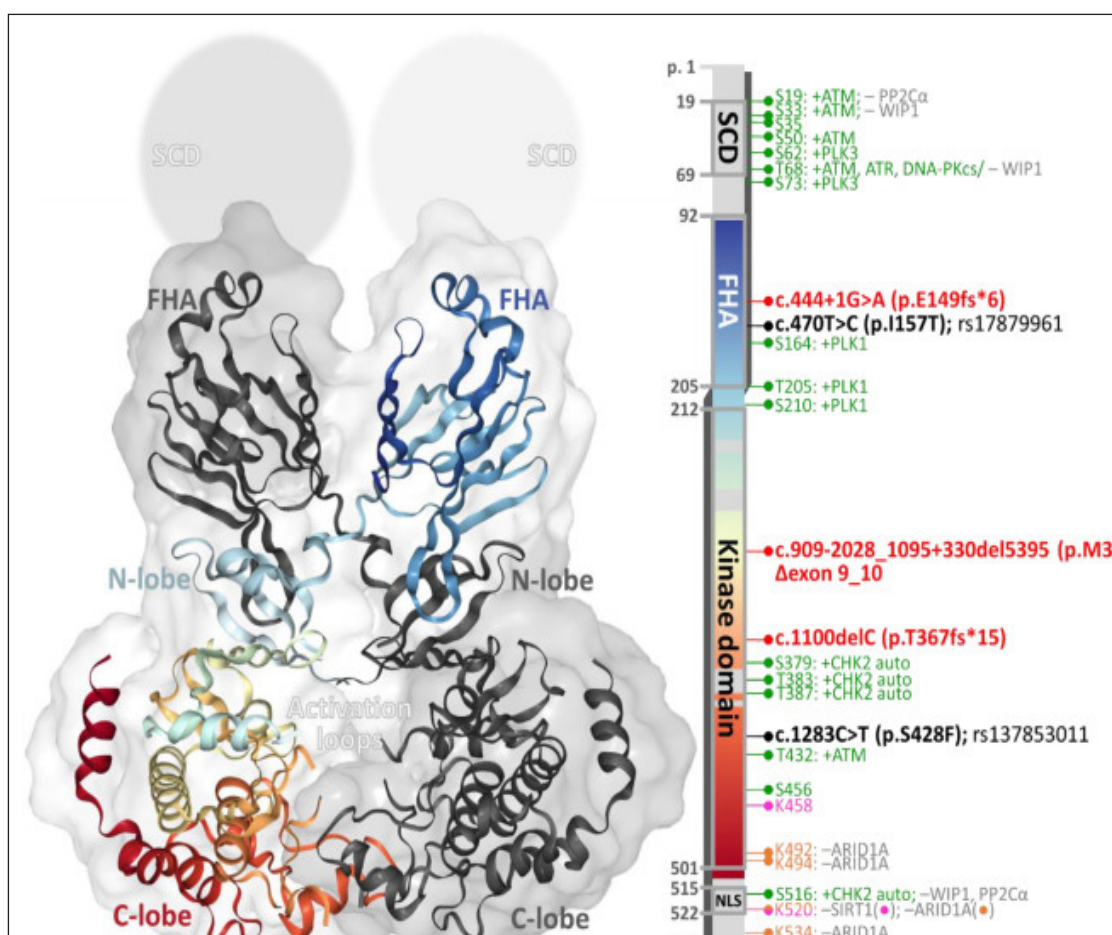 SCD
SCD
FHA
FHA
N-lobe
N-lobe
Activation
loops
C-lobe
C-lobe
p. 1
19
69
92
205
212
501
515
522
SCD
FHA
Kinase domain
NLS
S19: +ATM; – PP2Cα
S33: +ATM; – WIP1
S35
S50: +ATM
S62: +PLK3
T68: +ATM, ATR, DNA-PKcs/ – WIP1
S73: +PLK3
c.444+1G>A (p.E149fs*6)
c.470T>C (p.I157T); rs17879961
S164: +PLK1
T205: +PLK1
S210: +PLK1
c.909-2028_1095+330del5395 (p.M3
Δexon 9_10
c.1100delC (p.T367fs*15)
S379: +CHK2 auto
T383: +CHK2 auto
T387: +CHK2 auto
c.1283C>T (p.S428F); rs137853011
T432: +ATM
S456
K458
K492: –ARID1A
K494: –ARID1A
S516: +CHK2 auto; –WIP1, PP2Cα
K520: –SIRT1(●); –ARID1A(●)
K534: –ARID1A